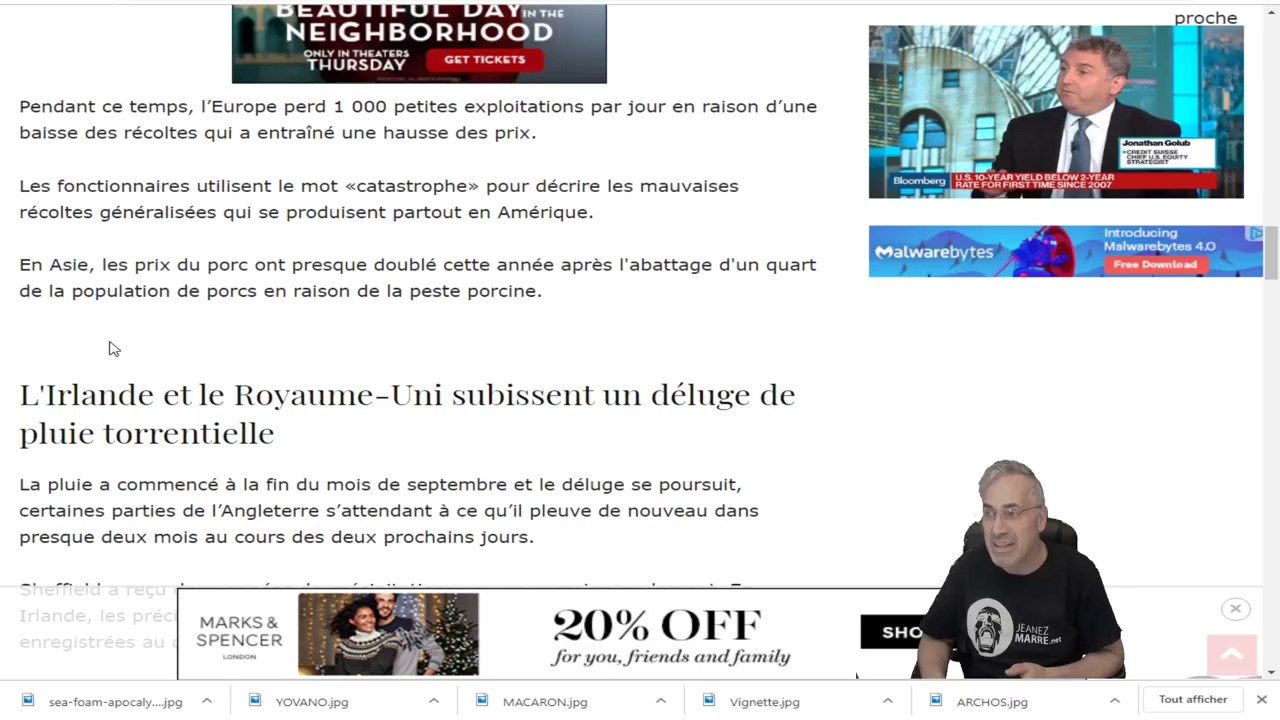 BEAUTIFUL DAY IN THE
NEIGHBORHOOD
ONLY IN THEATERS
THURSDAY
GET TICKETS
proche
Jonathan Golub
CREDIT SUISSE
CHIEF U.S. EQUITY
STRATEGIST
Bloomberg
U.S. 10-YEAR YIELD BELOW 2-YEAR
RATE FOR FIRST TIME SINCE 2007
Malwarebytes
Introducing
Malwarebytes 4.0
Free Download
Pendant ce temps, l’Europe perd 1 000 petites exploitations par jour en raison d’une
baisse des récoltes qui a entraîné une hausse des prix.
Les fonctionnaires utilisent le mot «catastrophe» pour décrire les mauvaises
récoltes généralisées qui se produisent partout en Amérique.
En Asie, les prix du porc ont presque doublé cette année après l'abattage d'un quart
de la population de porcs en raison de la peste porcine.
L'Irlande et le Royaume-Uni subissent un déluge de
pluie torrentielle
La pluie a commencé à la fin du mois de septembre et le déluge se poursuit,
certaines parties de l’Angleterre s’attendant à ce qu’il pleuve de nouveau dans
presque deux mois au cours des deux prochains jours.
Sheffield a reçu
Irlande, les préci
enregistrées au
MARKS &
SPENCER
LONDON
20% OFF
for you, friends and family
SHO
JEANEZ
MARRE.net
sea-foam-apocaly....jpg
YOVANO.jpg
MACARON.jpg
Vignette.jpg
ARCHOS.jpg
Tout afficher